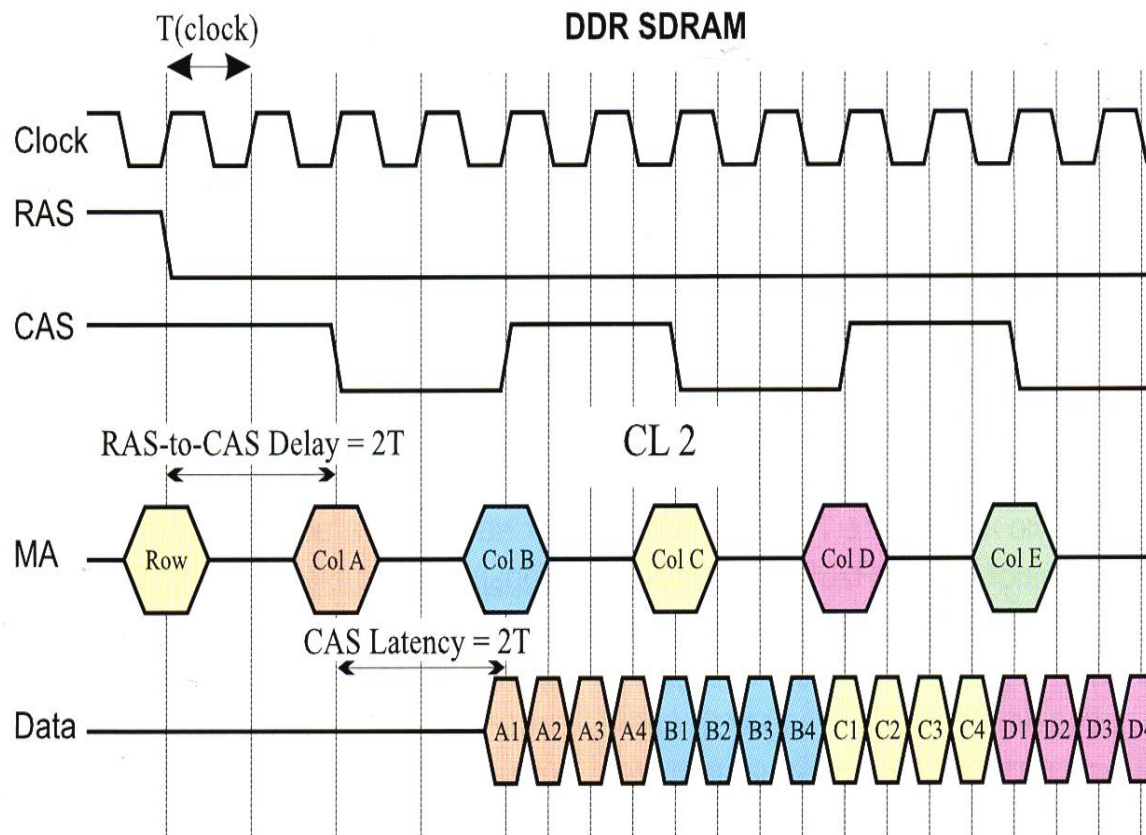 DDR SDRAM
T(clock)
Clock
RAS
CAS
RAS-to-CAS Delay = 2T
CL 2
MA
Row
Col A
Col B
Col C
Col D
Col E
CAS Latency = 2T
Data
A1
A2
A3
A4
B1
B2
B3
B4
C1
C2
C3
C4
D1
D2
D3
D4